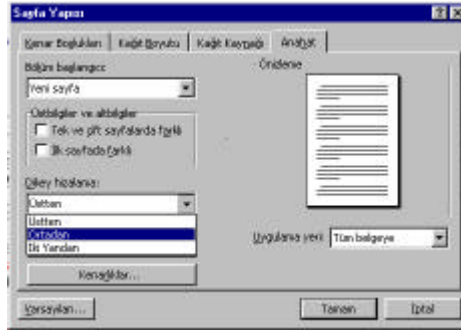 Sayfa Yapısı
Kenar Boşlukları Kağıt Boyutu Kağıt Kaynağı Anahat
Bölüm başlangıcı:
Yeni sayfa
Üstbilgiler ve altbilgiler
Tek ve çift sayfalarda farklı
İlk sayfada farklı
Dikey hizalama:
Üstten
Üstten
Ortadan
İki Yandan
Kenarlıklar...
Önizleme
Uygulama yeri: Tüm belgeye
Varsayılan... Tamam İptal